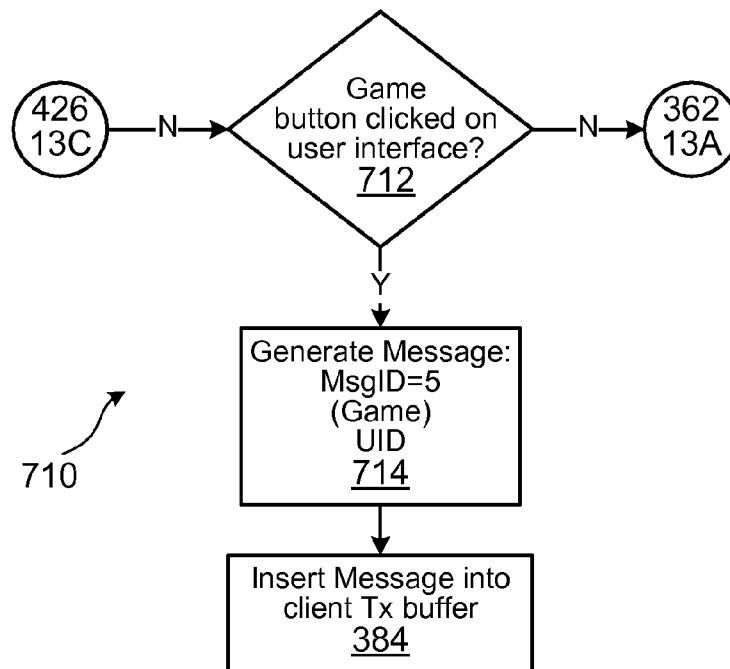 426
13C
N
Game
button clicked on
user interface?
712
N
362
13A
Y
Generate Message:
MsgID=5
(Game)
UID
714
710
Insert Message into
client Tx buffer
384